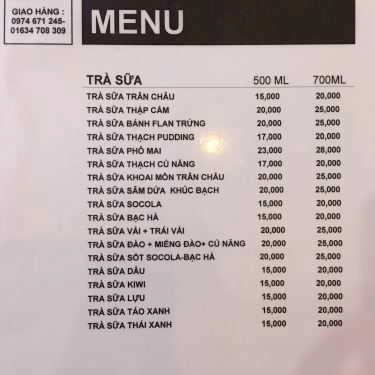 GIAO HÀNG :
0974 671 245-
01634 708 309
MENU
TRÀ SỮA 500 ML 700ML
TRÀ SỮA TRÂN CHÂU 15,000 20,000
TRÀ SỮA THẬP CẨM 20,000 25,000
TRÀ SỮA BÁNH FLAN TRỨNG 20,000 25,000
TRÀ SỮA THẠCH PUDDING 17,000 20,000
TRÀ SỮA PHÔ MAI 23,000 28,000
TRÀ SỮA THẠCH CỦ NĂNG 17,000 20,000
TRÀ SỮA KHOAI MÔN TRÂN CHÂU 20,000 25,000
TRÀ SỮA SÂM DỨA KHÚC BẠCH 20,000 25,000
TRÀ SỮA SOCOLA 15,000 20,000
TRÀ SỮA BẠC HÀ 15,000 20,000
TRÀ SỮA VẢI + TRÁI VẢI 20,000 25,000
TRÀ SỮA ĐÀO + MIẾNG ĐÀO+ CỦ NĂNG 20,000 25,000
TRÀ SỮA SỐT SOCOLA-BẠC HÀ 20,000 25,000
TRÀ SỮA DÂU 15,000 20,000
TRÀ SỮA KIWI 15,000 20,000
TRÀ SỮA LỰU 15,000 20,000
TRÀ SỮA TÁO XANH 15,000 20,000
TRÀ SỮA THÁI XANH 15,000 20,000